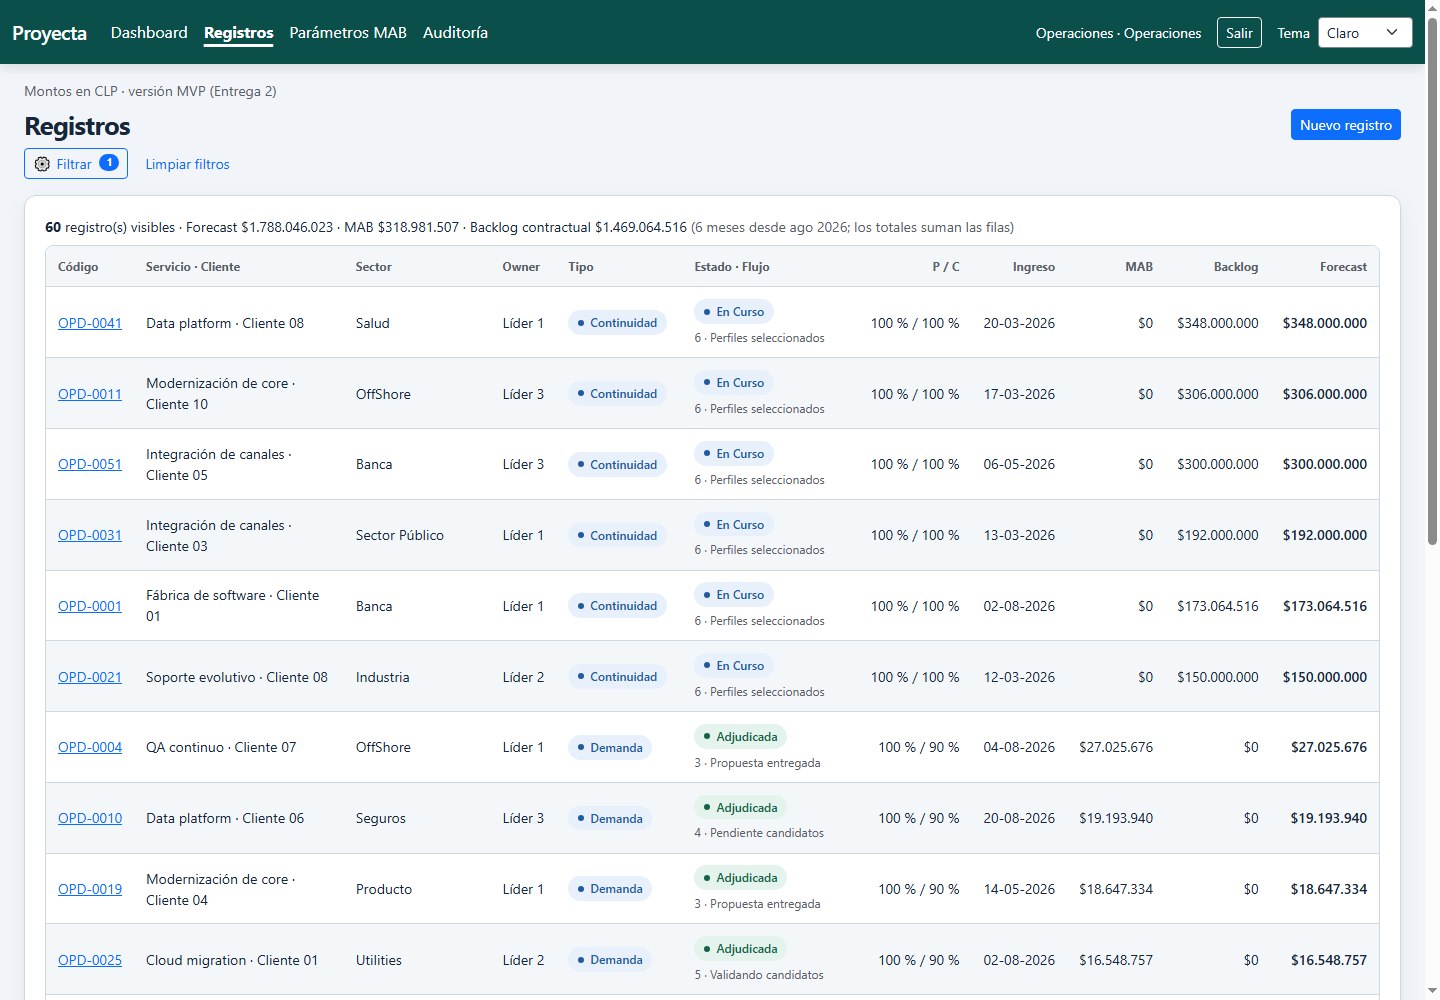 Proyecta Dashboard Registros Parámetros MAB Auditoría Operaciones · Operaciones Salir Tema Claro
Montos en CLP · versión MVP (Entrega 2)
Registros
Nuevo registro
Filtrar 1 Limpiar filtros
60 registro(s) visibles · Forecast $1.788.046.023 · MAB $318.981.507 · Backlog contractual $1.469.064.516 (6 meses desde ago 2026; los totales suman las filas)
Código Servicio · Cliente Sector Owner Tipo Estado · Flujo P / C Ingreso MAB Backlog Forecast
OPD-0041 Data platform · Cliente 08 Salud Líder 1 Continuidad En Curso 100 % / 100 % 20-03-2026 $0 $348.000.000 $348.000.000
6 · Perfiles seleccionados
OPD-0011 Modernización de core · OffShore Líder 3 Continuidad En Curso 100 % / 100 % 17-03-2026 $0 $306.000.000 $306.000.000
Cliente 10 6 · Perfiles seleccionados
OPD-0051 Integración de canales · Banca Líder 3 Continuidad En Curso 100 % / 100 % 06-05-2026 $0 $300.000.000 $300.000.000
Cliente 05 6 · Perfiles seleccionados
OPD-0031 Integración de canales · Sector Público Líder 1 Continuidad En Curso 100 % / 100 % 13-03-2026 $0 $192.000.000 $192.000.000
Cliente 03 6 · Perfiles seleccionados
OPD-0001 Fábrica de software · Cliente Banca Líder 1 Continuidad En Curso 100 % / 100 % 02-08-2026 $0 $173.064.516 $173.064.516
01 6 · Perfiles seleccionados
OPD-0021 Soporte evolutivo · Cliente 08 Industria Líder 2 Continuidad En Curso 100 % / 100 % 12-03-2026 $0 $150.000.000 $150.000.000
6 · Perfiles seleccionados
OPD-0004 QA continuo · Cliente 07 OffShore Líder 1 Demanda Adjudicada 100 % / 90 % 04-08-2026 $27.025.676 $0 $27.025.676
3 · Propuesta entregada
OPD-0010 Data platform · Cliente 06 Seguros Líder 3 Demanda Adjudicada 100 % / 90 % 20-08-2026 $19.193.940 $0 $19.193.940
4 · Pendiente candidatos
OPD-0019 Modernización de core · Producto Líder 1 Demanda Adjudicada 100 % / 90 % 14-05-2026 $18.647.334 $0 $18.647.334
Cliente 04 3 · Propuesta entregada
OPD-0025 Cloud migration · Cliente 01 Utilities Líder 2 Demanda Adjudicada 100 % / 90 % 02-08-2026 $16.548.757 $0 $16.548.757
5 · Validando candidatos